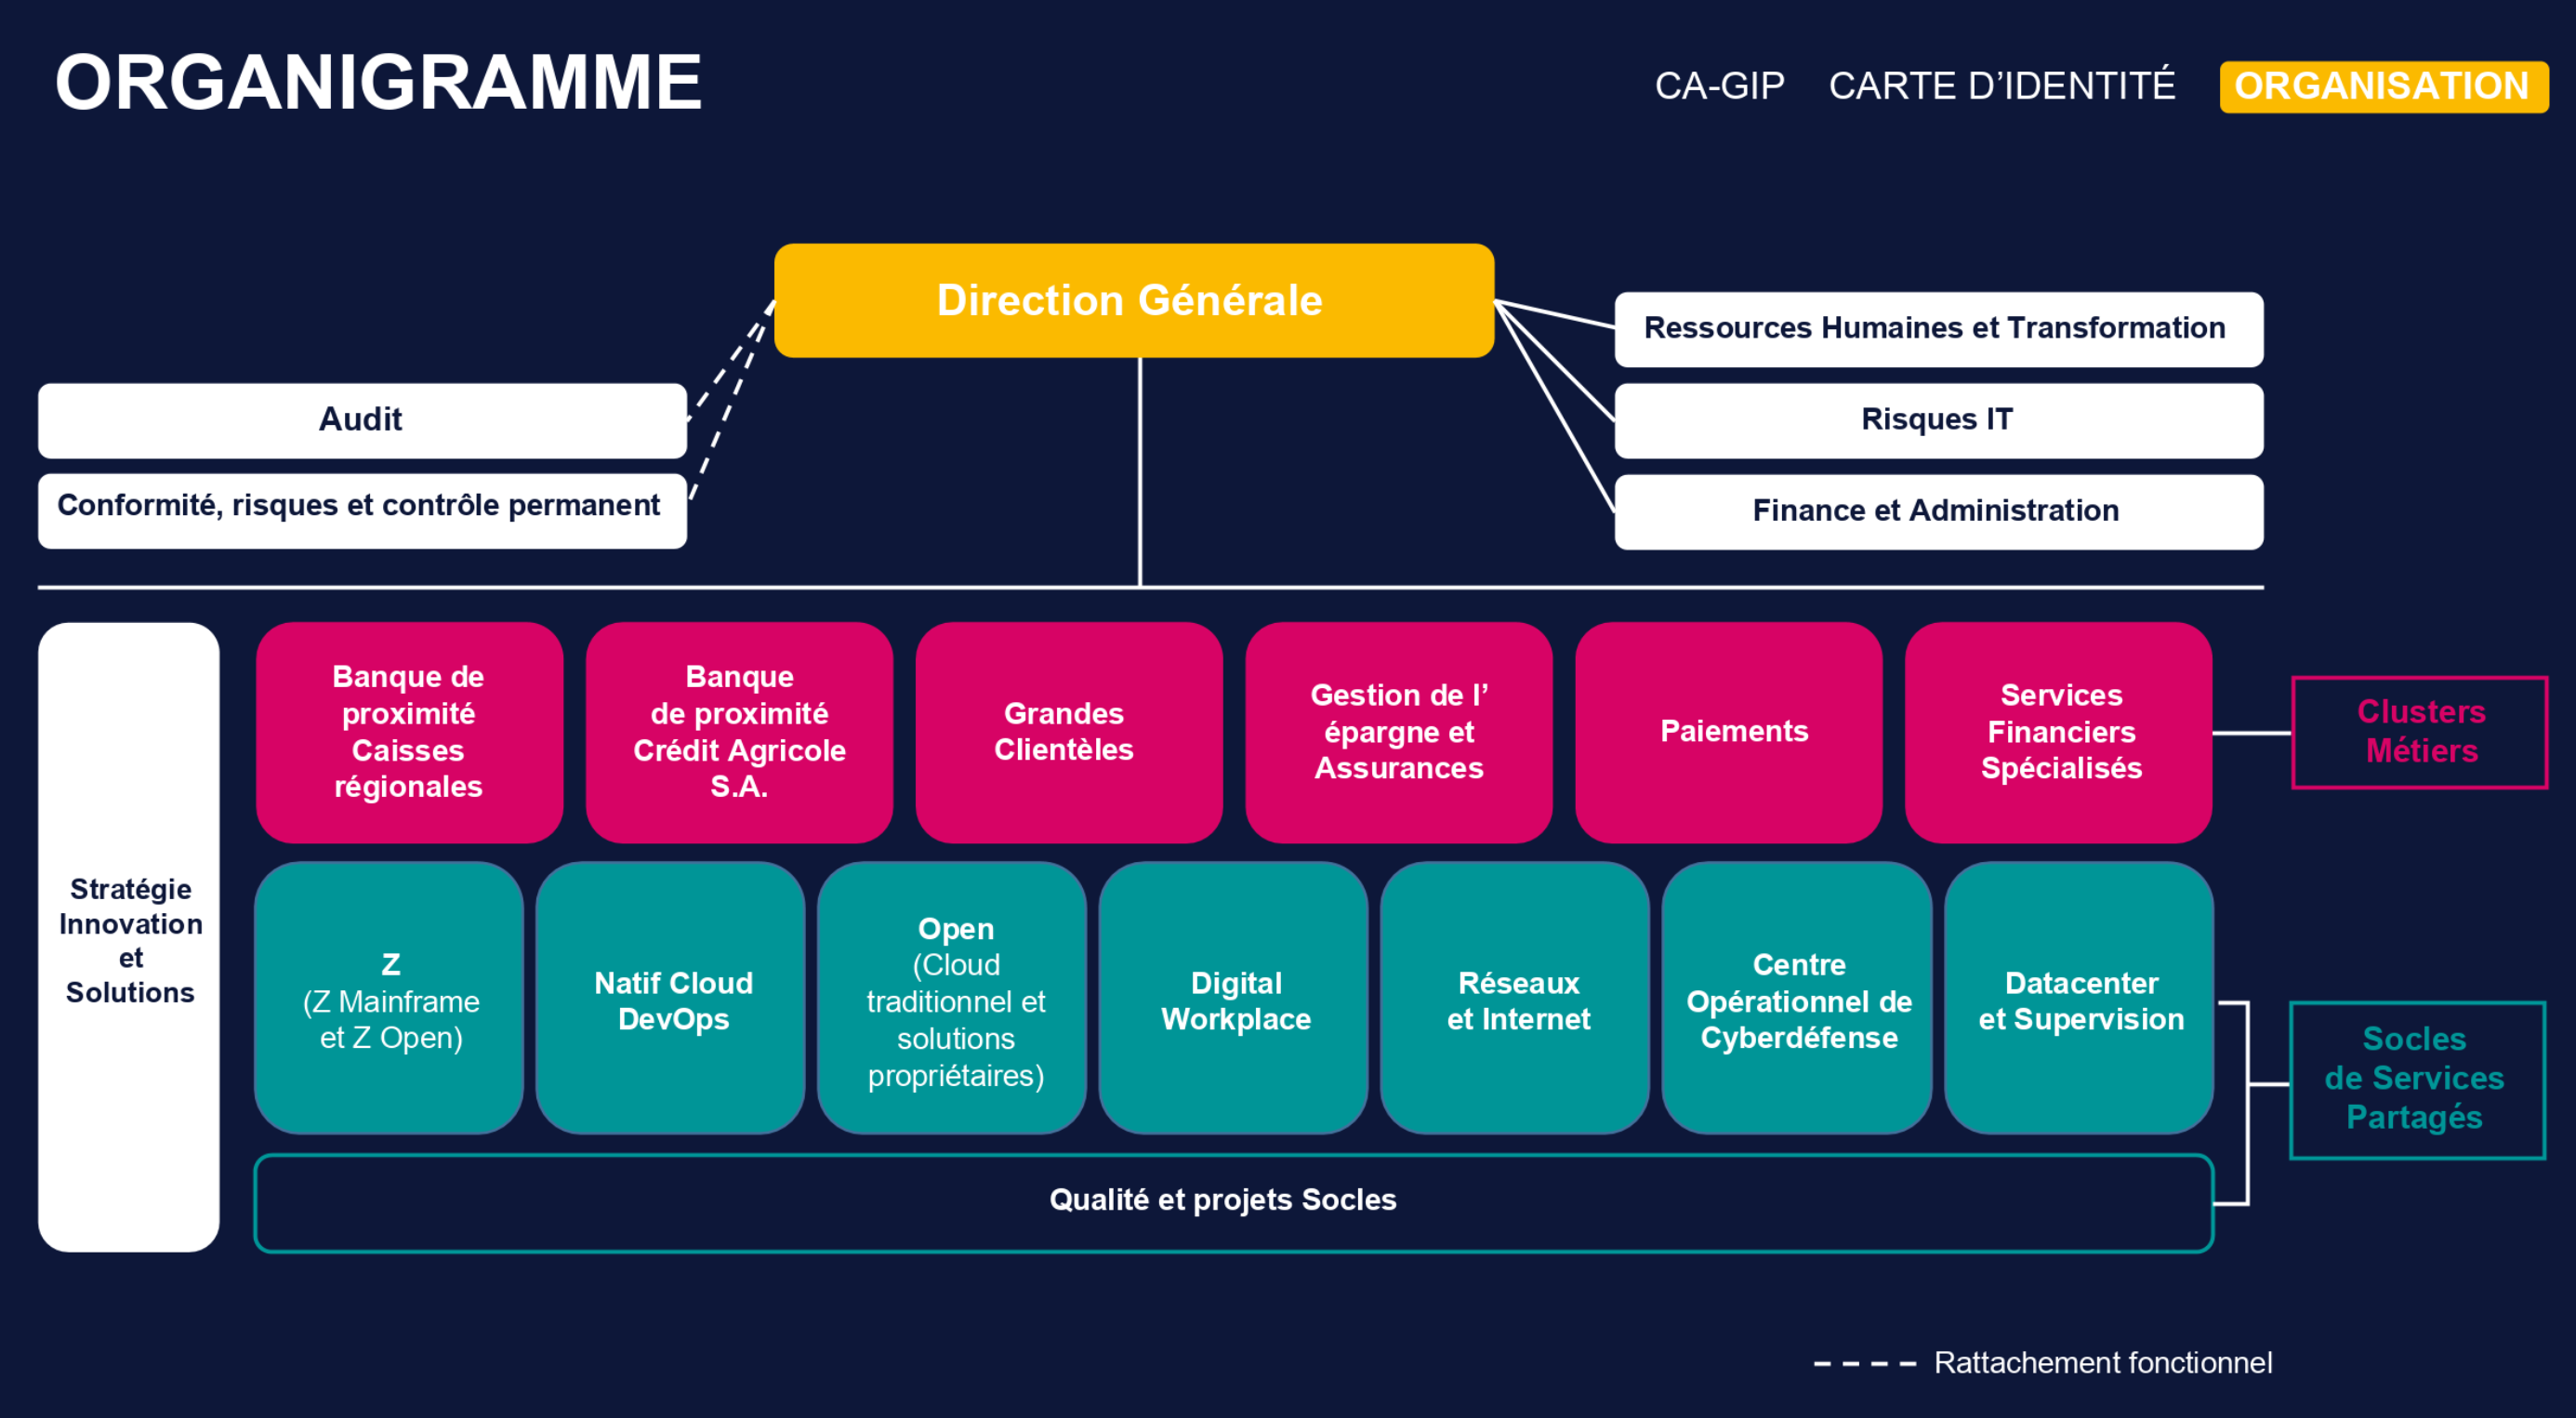 ORGANIGRAMME
CA-GIP CARTE D’IDENTITÉ ORGANISATION
Direction Générale
Audit
Conformité, risques et contrôle permanent
Ressources Humaines et Transformation
Risques IT
Finance et Administration
Stratégie
Innovation
et
Solutions
Banque de
proximité
Caisses
régionales
Banque
de proximité
Crédit Agricole
S.A.
Grandes
Clientèles
Gestion de l’
épargne et
Assurances
Paiements
Services
Financiers
Spécialisés
Clusters
Métiers
Z
(Z Mainframe
et Z Open)
Natif Cloud
DevOps
Open
(Cloud
traditionnel et
solutions
propriétaires)
Digital
Workplace
Réseaux
et Internet
Centre
Opérationnel de
Cyberdéfense
Datacenter
et Supervision
Socles
de Services
Partagés
Qualité et projets Socles
Rattachement fonctionnel